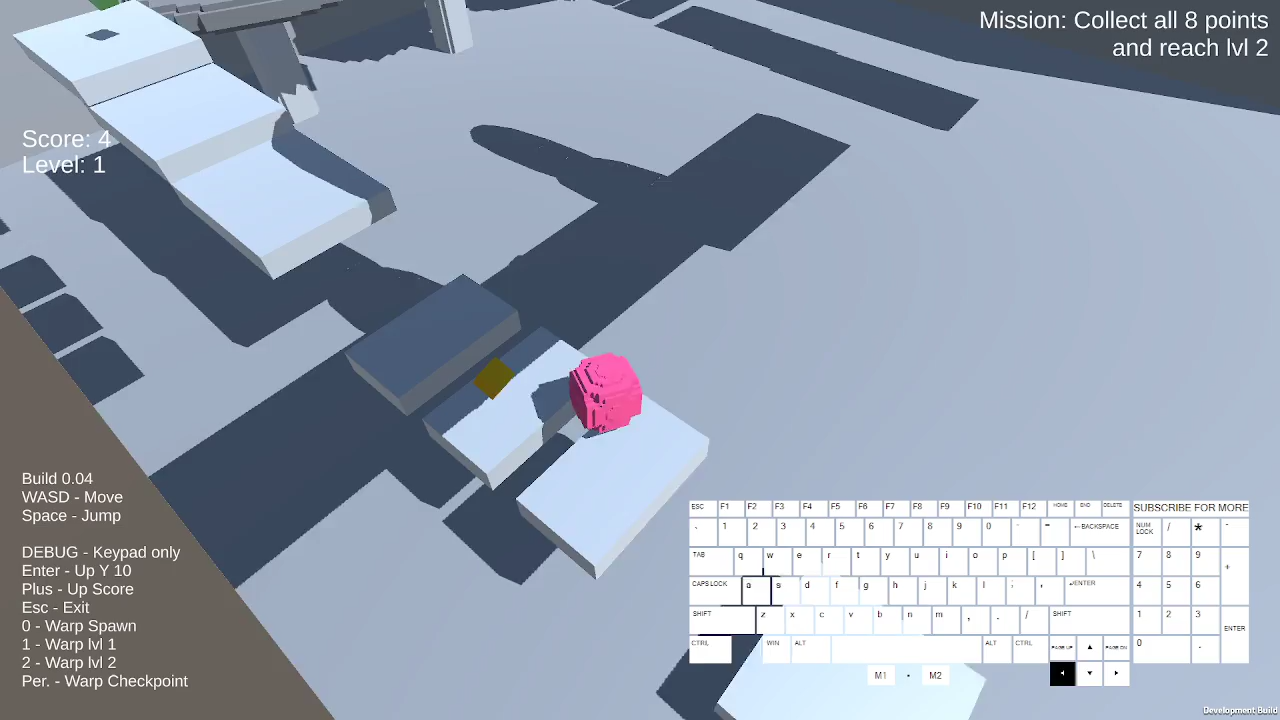 Mission: Collect all 8 points
and reach lvl 2
Score: 4
Level: 1
Build 0.04
WASD - Move
Space - Jump
DEBUG - Keypad only
Enter - Up Y 10
Plus - Up Score
Esc - Exit
0 - Warp Spawn
1 - Warp lvl 1
2 - Warp lvl 2
Per. - Warp Checkpoint
ESC F1 F2 F3 F4 F5 F6 F7 F8 F9 F10 F11 F12 HOME END DELETE SUBSCRIBE FOR MORE
` 1 2 3 4 5 6 7 8 9 0 - = ←BACKSPACE NUM LOCK / * -
TAB q w e r t y u i o p [ ] \ 7 8 9 +
CAPS LOCK a s d f g h j k l ; ' ↵ENTER 4 5 6
SHIFT z x c v b n m , . / SHIFT 1 2 3 ENTER
CTRL WIN ALT ALT CTRL PAGE UP ▲ PAGE DN 0 .
M1 • M2 ◄ ▼ ►
Development Build